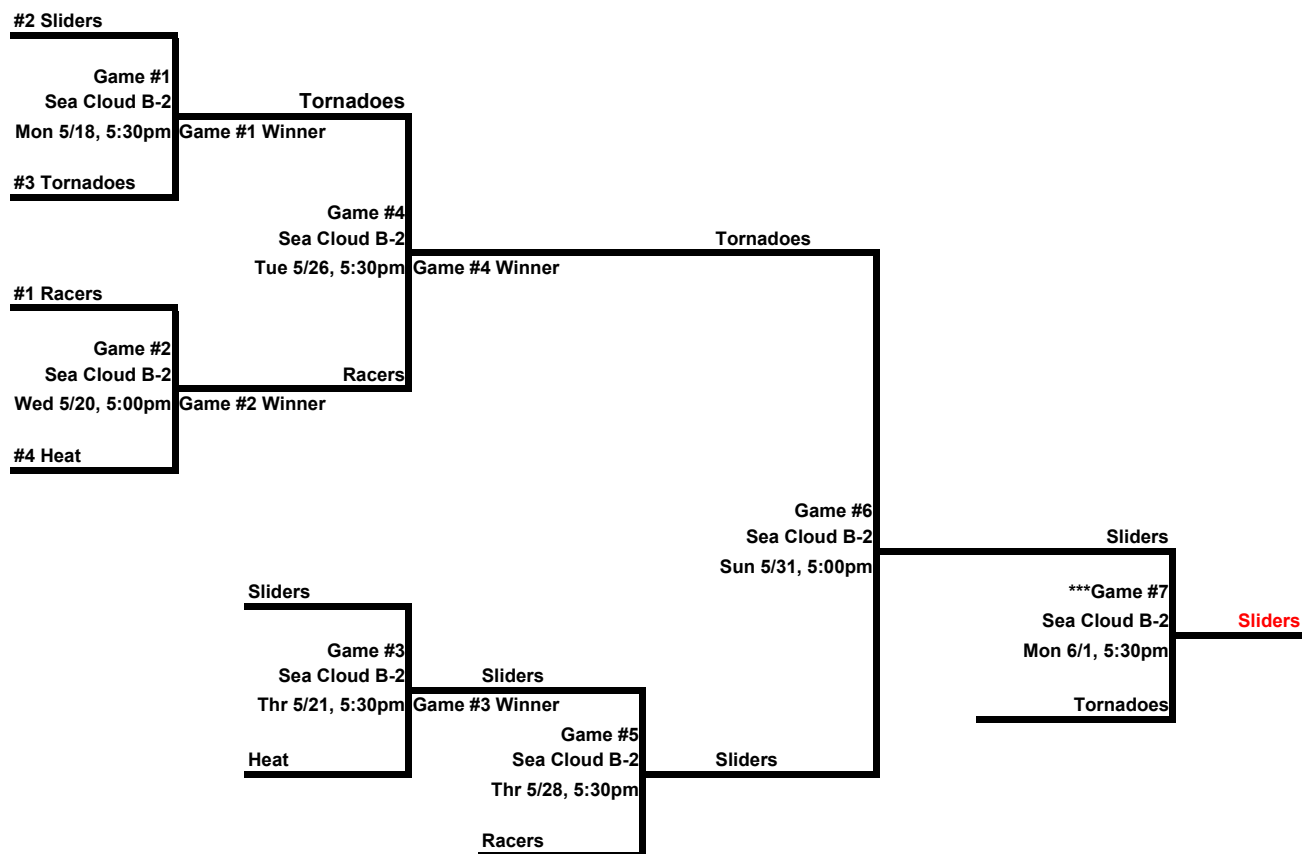 #2 Sliders
Game #1
Sea Cloud B-2
Mon 5/18, 5:30pm
#3 Tornadoes
Tornadoes
Game #1 Winner
#1 Racers
Game #2
Sea Cloud B-2
Wed 5/20, 5:00pm
#4 Heat
Racers
Game #2 Winner
Game #4
Sea Cloud B-2
Tue 5/26, 5:30pm
Tornadoes
Game #4 Winner
Sliders
Game #3
Sea Cloud B-2
Thr 5/21, 5:30pm
Heat
Sliders
Game #3 Winner
Game #5
Sea Cloud B-2
Thr 5/28, 5:30pm
Racers
Sliders
Game #6
Sea Cloud B-2
Sun 5/31, 5:00pm
Sliders
***Game #7
Sea Cloud B-2
Mon 6/1, 5:30pm
Tornadoes
Sliders